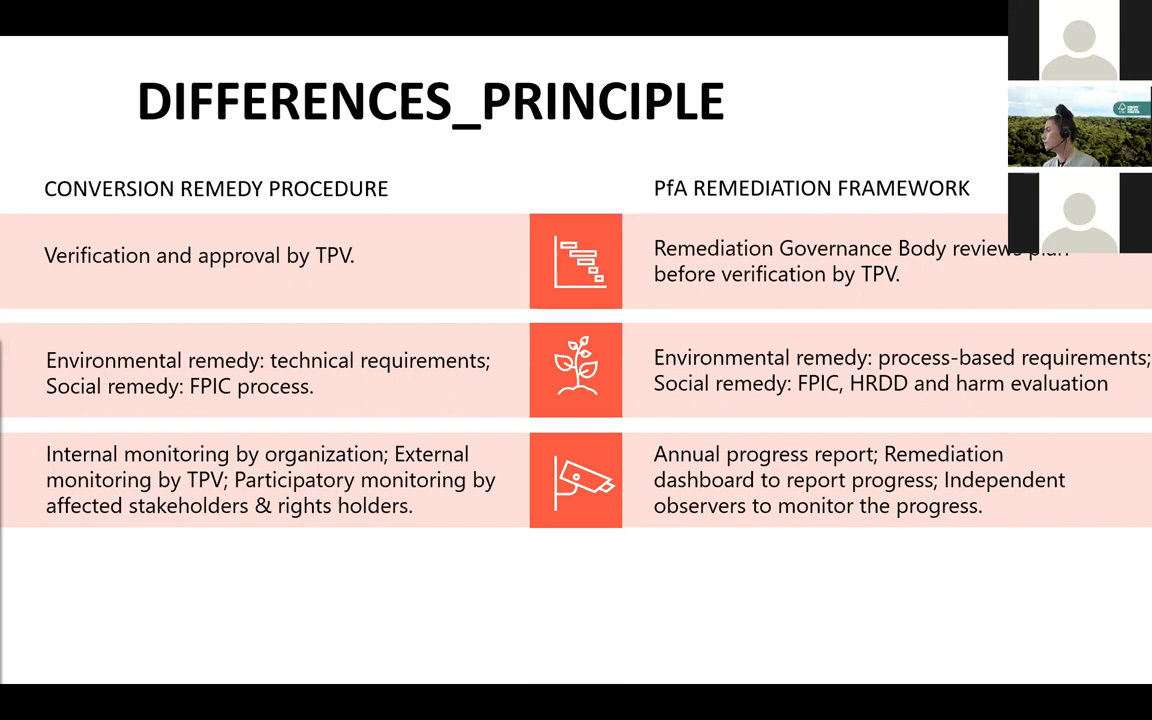 DIFFERENCES_PRINCIPLE
CONVERSION REMEDY PROCEDURE
PfA REMEDIATION FRAMEWORK
Verification and approval by TPV.
Remediation Governance Body reviews plan
before verification by TPV.
Environmental remedy: technical requirements;
Social remedy: FPIC process.
Environmental remedy: process-based requirements;
Social remedy: FPIC, HRDD and harm evaluation
Internal monitoring by organization; External
monitoring by TPV; Participatory monitoring by
affected stakeholders & rights holders.
Annual progress report; Remediation
dashboard to report progress; Independent
observers to monitor the progress.